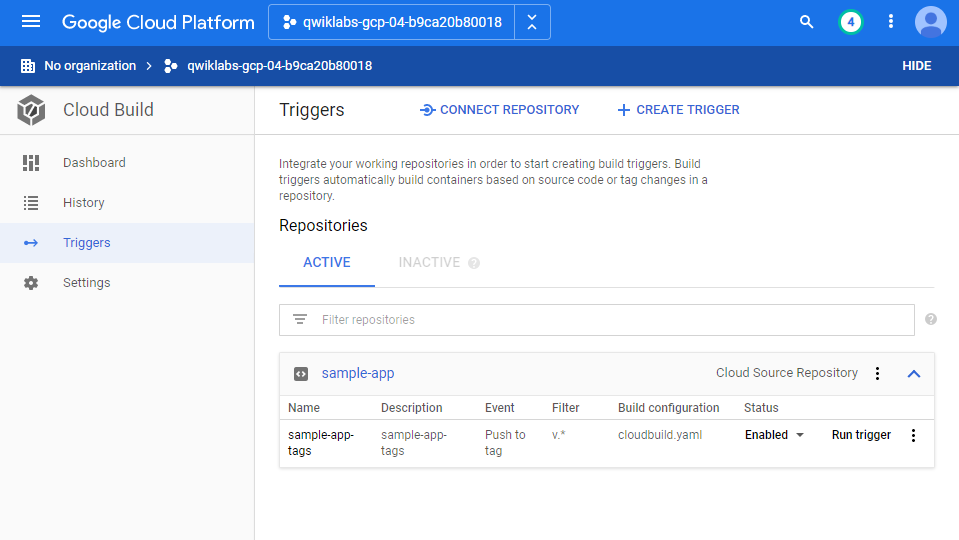 Google Cloud Platform
qwiklabs-gcp-04-b9ca20b80018
4
No organization
qwiklabs-gcp-04-b9ca20b80018
HIDE
Cloud Build
Triggers
CONNECT REPOSITORY
CREATE TRIGGER
Dashboard
History
Triggers
Settings
Integrate your working repositories in order to start creating build triggers. Build
triggers automatically build containers based on source code or tag changes in a
repository.
Repositories
ACTIVE
INACTIVE ?
Filter repositories
?
sample-app
Cloud Source Repository
Name Description Event Filter Build configuration Status
sample-app- sample-app- Push to v.* cloudbuild.yaml Enabled Run trigger
tags tags tag